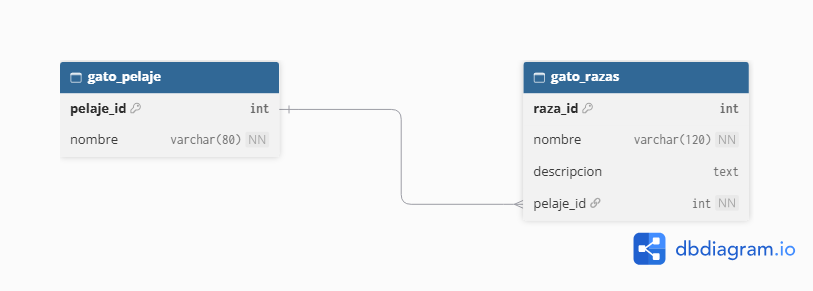 gato_pelaje
pelaje_id int
nombre varchar(80) NN
gato_razas
raza_id int
nombre varchar(120) NN
descripcion text
pelaje_id int NN
dbdiagram.io